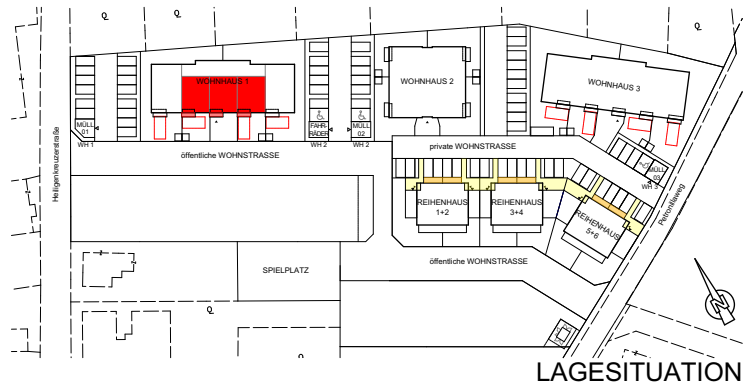 WOHNHAUS 1
WOHNHAUS 2
WOHNHAUS 3
MÜLL
01
WH 1
FAHR-
RÄDER
WH 2
MÜLL
02
WH 2
MÜLL
03
WH 3
Heiligenkreuzerstraße
öffentliche WOHNSTRASSE
private WOHNSTRASSE
REIHENHAUS
1+2
REIHENHAUS
3+4
REIHENHAUS
5+6
Petronillaweg
öffentliche WOHNSTRASSE
SPIELPLATZ
LAGESITUATION